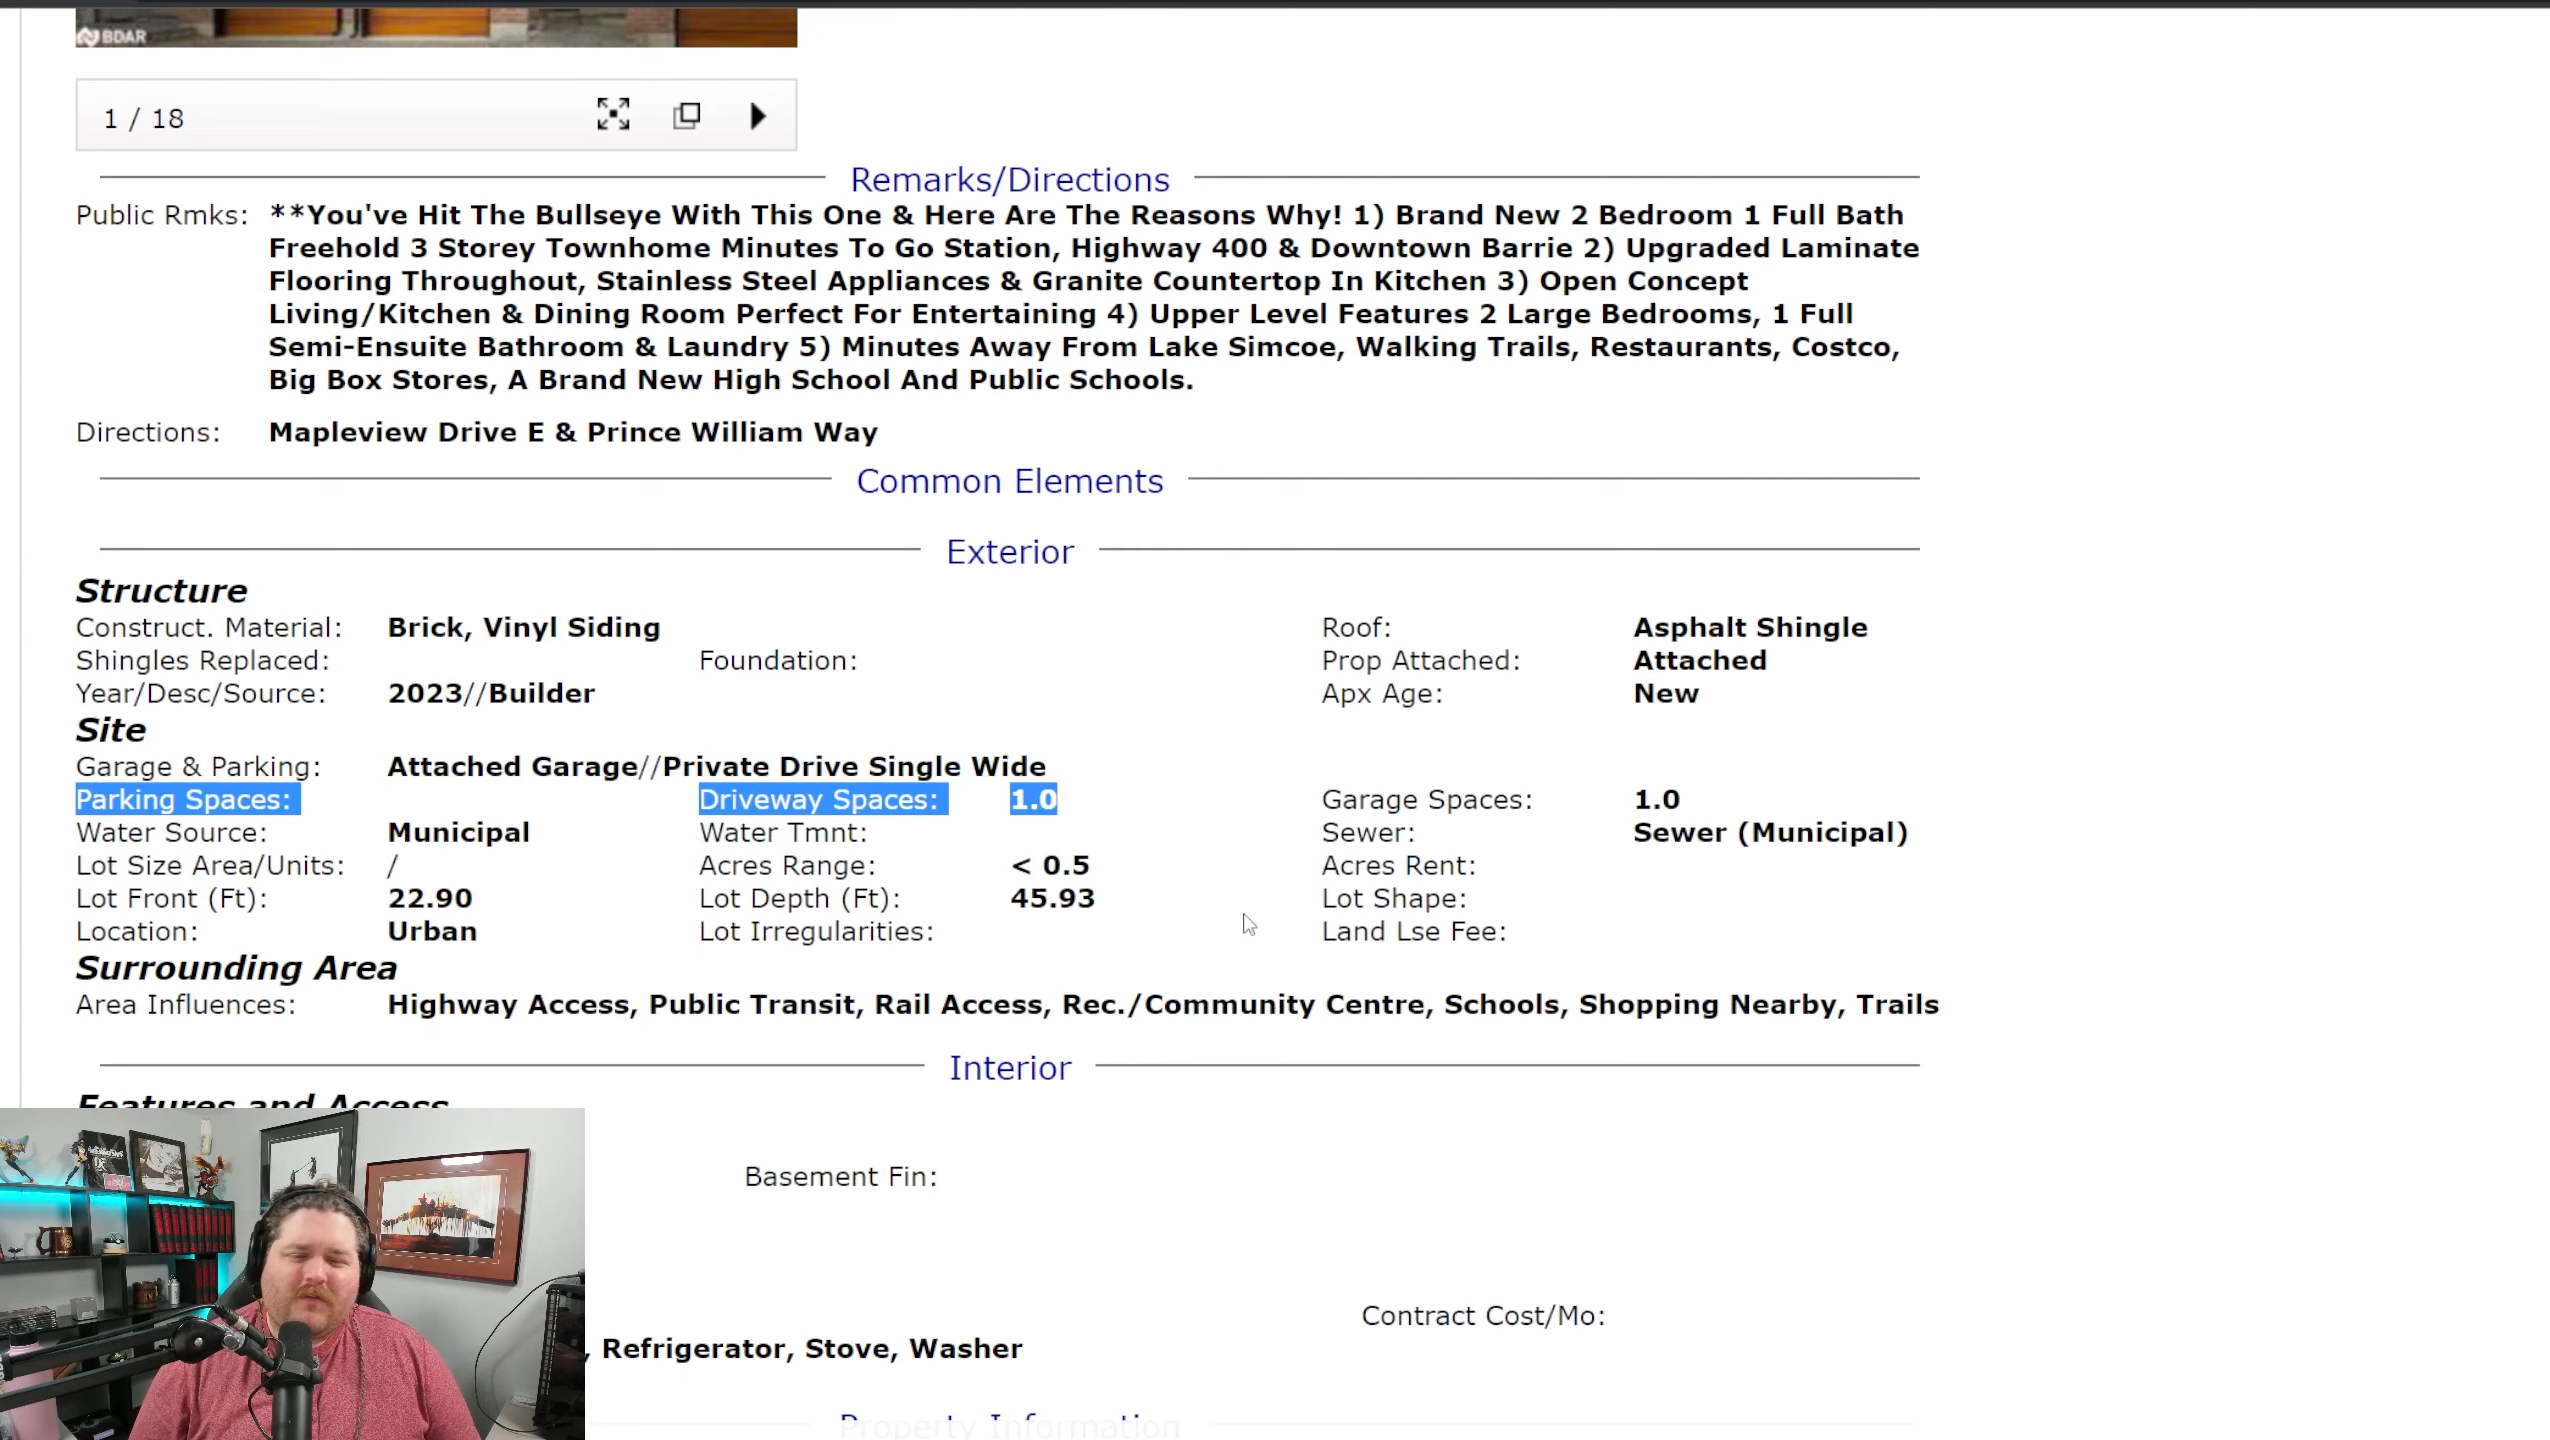 BDAR
1 / 18
Remarks/Directions
Public Rmks: **You've Hit The Bullseye With This One & Here Are The Reasons Why! 1) Brand New 2 Bedroom 1 Full Bath
Freehold 3 Storey Townhome Minutes To Go Station, Highway 400 & Downtown Barrie 2) Upgraded Laminate
Flooring Throughout, Stainless Steel Appliances & Granite Countertop In Kitchen 3) Open Concept
Living/Kitchen & Dining Room Perfect For Entertaining 4) Upper Level Features 2 Large Bedrooms, 1 Full
Semi-Ensuite Bathroom & Laundry 5) Minutes Away From Lake Simcoe, Walking Trails, Restaurants, Costco,
Big Box Stores, A Brand New High School And Public Schools.
Directions: Mapleview Drive E & Prince William Way
Common Elements
Exterior
Structure
Construct. Material: Brick, Vinyl Siding Roof: Asphalt Shingle
Shingles Replaced: Foundation: Prop Attached: Attached
Year/Desc/Source: 2023//Builder Apx Age: New
Site
Garage & Parking: Attached Garage//Private Drive Single Wide
Parking Spaces: Driveway Spaces: 1.0 Garage Spaces: 1.0
Water Source: Municipal Water Tmnt: Sewer: Sewer (Municipal)
Lot Size Area/Units: / Acres Range: < 0.5 Acres Rent:
Lot Front (Ft): 22.90 Lot Depth (Ft): 45.93 Lot Shape:
Location: Urban Lot Irregularities: Land Lse Fee:
Surrounding Area
Area Influences: Highway Access, Public Transit, Rail Access, Rec./Community Centre, Schools, Shopping Nearby, Trails
Interior
Features and Access
Basement Fin:
Contract Cost/Mo:
, Refrigerator, Stove, Washer
Property Information